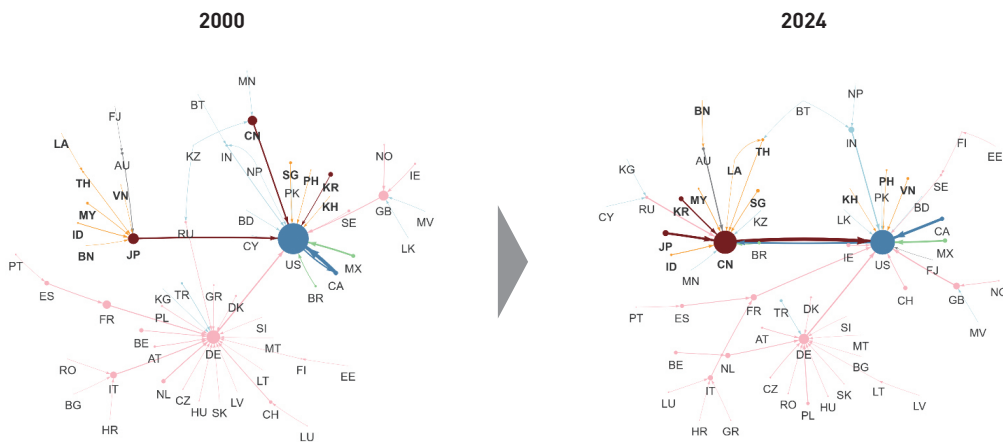 2000
2024
MN
BT
FJ
CN
LA
AU
KZ
IN
NO
IE
NP
SG
PH
TH
VN
PK
KR
KH
MY
SE
GB
MV
BD
ID
RU
CY
LK
BN
JP
US
MX
PT
CA
ES
KG
TR
GR
BR
FR
PL
DK
SI
BE
AT
DE
MT
RO
IT
FI
EE
NL
LT
BG
CZ
HU
SK
LV
CH
HR
LU
NP
BN
BT
IN
TH
FI
EE
AU
LA
KG
PH
SE
MY
SG
KH
PK
VN
CY
RU
KR
KZ
LK
BD
CA
JP
BR
IE
MX
ID
CN
US
MN
FJ
CH
GB
NO
PT
ES
FR
TR
DK
MV
SI
AT
DE
MT
BE
NL
BG
IT
CZ
RO
HU
SK
LT
LV
LU
PL
HR
GR